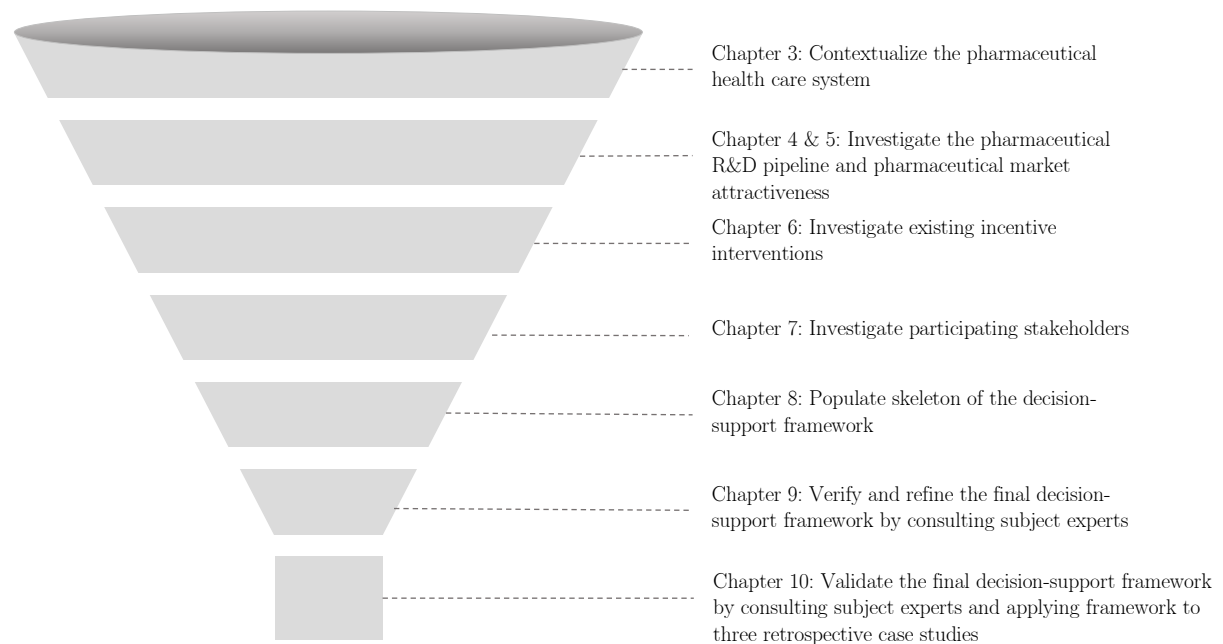 Chapter 3: Contextualize the pharmaceutical
health care system
Chapter 4 & 5: Investigate the pharmaceutical
R&D pipeline and pharmaceutical market
attractiveness
Chapter 6: Investigate existing incentive
interventions
Chapter 7: Investigate participating stakeholders
Chapter 8: Populate skeleton of the decision-
support framework
Chapter 9: Verify and refine the final decision-
support framework by consulting subject experts
Chapter 10: Validate the final decision-support framework
by consulting subject experts and applying framework to
three retrospective case studies